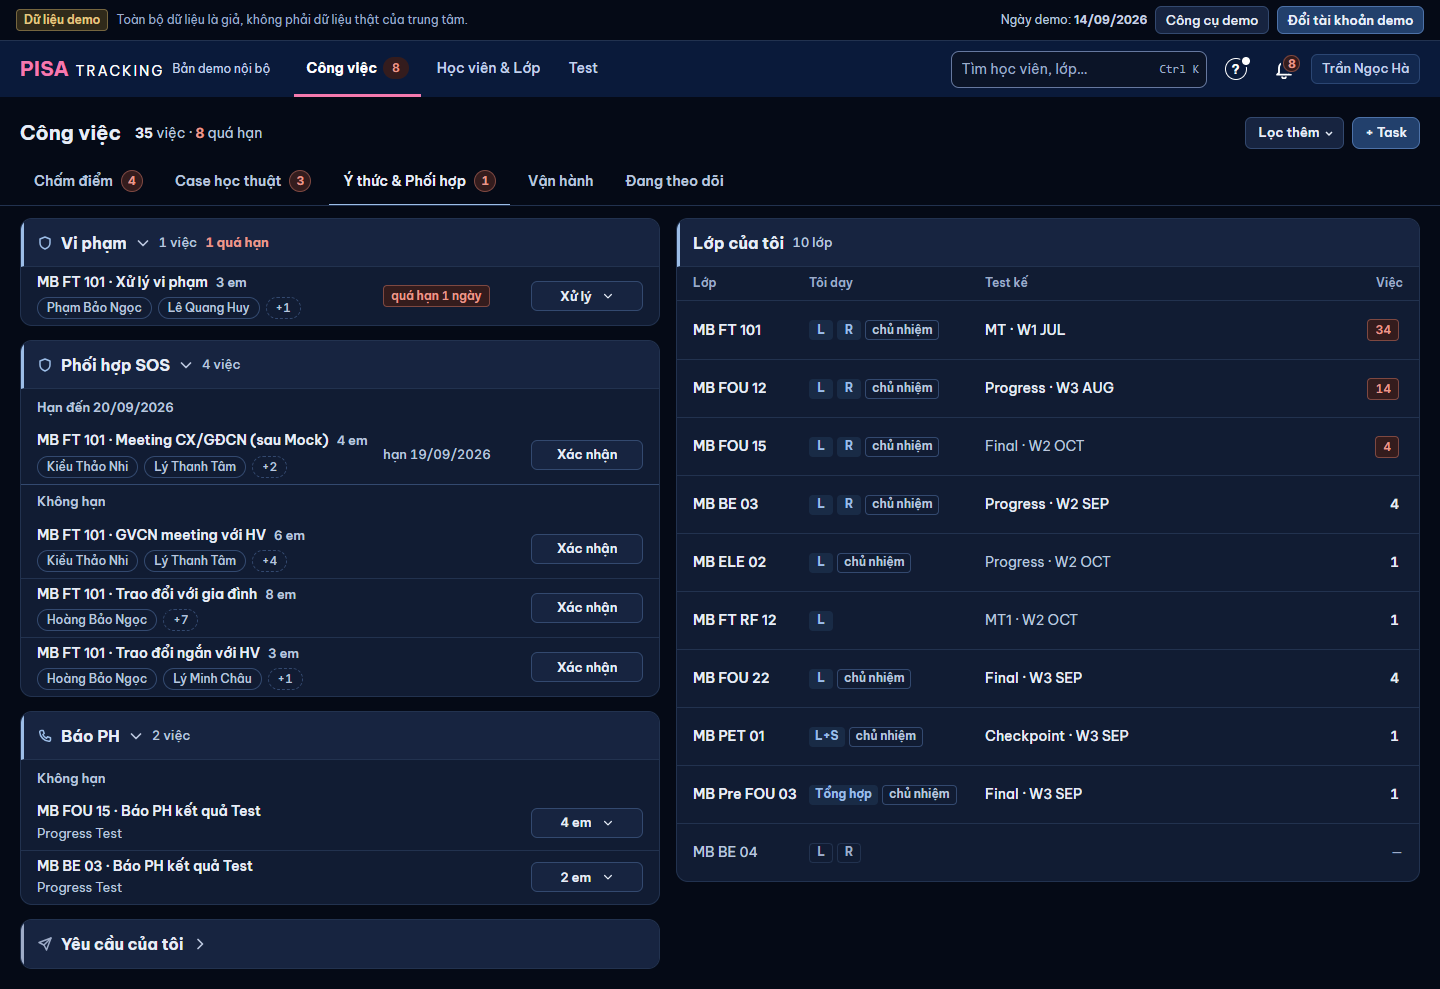 Dữ liệu demo Toàn bộ dữ liệu là giả, không phải dữ liệu thật của trung tâm. Ngày demo: 14/09/2026 Công cụ demo Đổi tài khoản demo
PISA TRACKING Bản demo nội bộ Công việc 8 Học viên & Lớp Test Tìm học viên, lớp... Ctrl K ? 8 Trần Ngọc Hà
Công việc 35 việc · 8 quá hạn Lọc thêm + Task
Chấm điểm 4 Case học thuật 3 Ý thức & Phối hợp 1 Vận hành Đang theo dõi
Vi phạm 1 việc 1 quá hạn
MB FT 101 · Xử lý vi phạm 3 em
Phạm Bảo Ngọc Lê Quang Huy +1
quá hạn 1 ngày Xử lý
Phối hợp SOS 4 việc
Hạn đến 20/09/2026
MB FT 101 · Meeting CX/GĐCN (sau Mock) 4 em
Kiều Thảo Nhi Lý Thanh Tâm +2
hạn 19/09/2026 Xác nhận
Không hạn
MB FT 101 · GVCN meeting với HV 6 em
Kiều Thảo Nhi Lý Thanh Tâm +4
Xác nhận
MB FT 101 · Trao đổi với gia đình 8 em
Hoàng Bảo Ngọc +7
Xác nhận
MB FT 101 · Trao đổi ngắn với HV 3 em
Hoàng Bảo Ngọc Lý Minh Châu +1
Xác nhận
Báo PH 2 việc
Không hạn
MB FOU 15 · Báo PH kết quả Test
Progress Test
4 em
MB BE 03 · Báo PH kết quả Test
Progress Test
2 em
Yêu cầu của tôi
Lớp của tôi 10 lớp
Lớp Tôi dạy Test kế Việc
MB FT 101 L R chủ nhiệm MT · W1 JUL 34
MB FOU 12 L R chủ nhiệm Progress · W3 AUG 14
MB FOU 15 L R chủ nhiệm Final · W2 OCT 4
MB BE 03 L R chủ nhiệm Progress · W2 SEP 4
MB ELE 02 L chủ nhiệm Progress · W2 OCT 1
MB FT RF 12 L MT1 · W2 OCT 1
MB FOU 22 L chủ nhiệm Final · W3 SEP 4
MB PET 01 L+S chủ nhiệm Checkpoint · W3 SEP 1
MB Pre FOU 03 Tổng hợp chủ nhiệm Final · W3 SEP 1
MB BE 04 L R —